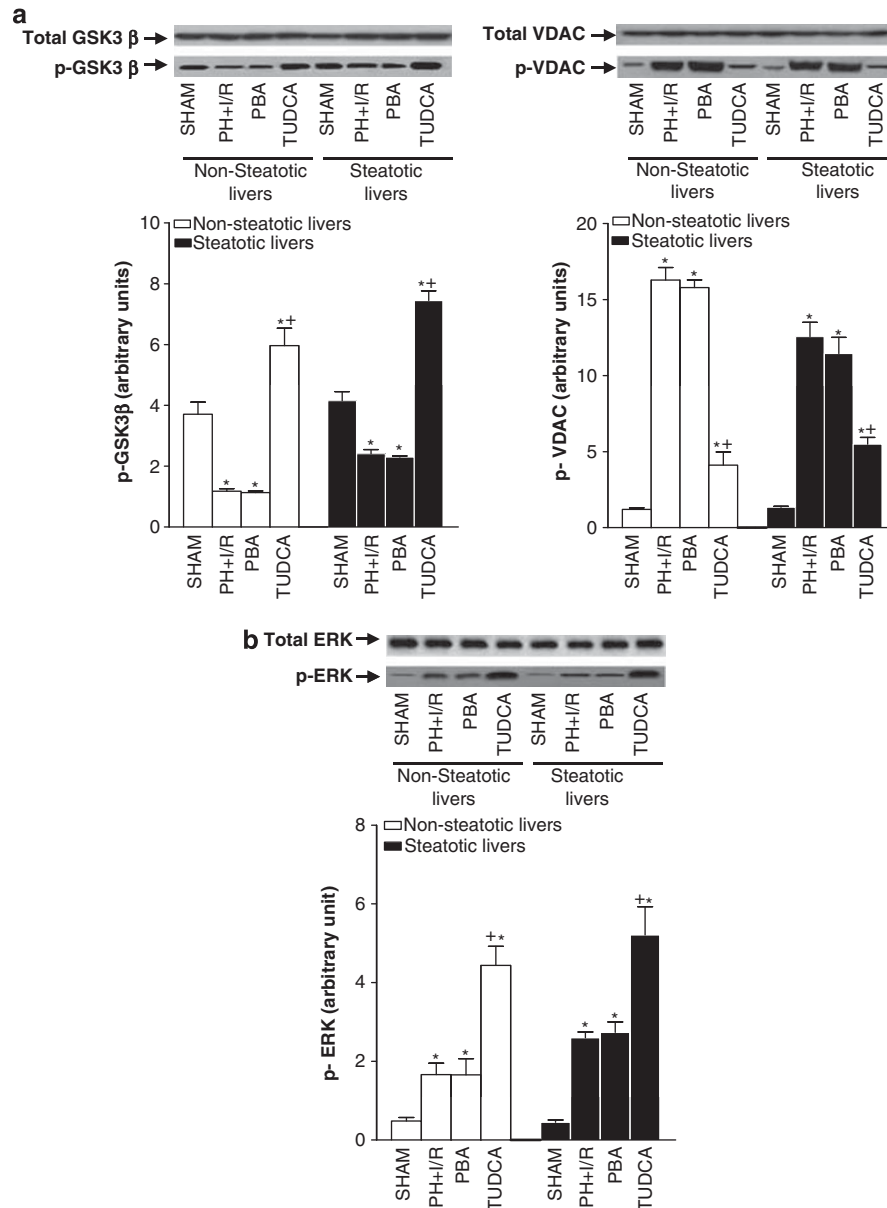 a
Total GSK3 β
p-GSK3 β
SHAM
PH+I/R
PBA
TUDCA
SHAM
PH+I/R
PBA
TUDCA
Non-Steatotic
livers
Steatotic
livers
10
8
6
4
2
0
p-GSK3β (arbitrary units)
Non-steatotic livers
Steatotic livers
*
*
*+
*
*
*+
SHAM
PH+I/R
PBA
TUDCA
SHAM
PH+I/R
PBA
TUDCA
Total VDAC
p-VDAC
SHAM
PH+I/R
PBA
TUDCA
SHAM
PH+I/R
PBA
TUDCA
Non-Steatotic
livers
Steatotic
livers
20
15
10
5
0
p- VDAC (arbitrary units)
Non-steatotic livers
Steatotic livers
*
*
*+
*
*
*+
SHAM
PH+I/R
PBA
TUDCA
SHAM
PH+I/R
PBA
TUDCA
b
Total ERK
p-ERK
SHAM
PH+I/R
PBA
TUDCA
SHAM
PH+I/R
PBA
TUDCA
Non-Steatotic
livers
Steatotic
livers
8
6
4
2
0
p- ERK (arbitrary unit)
Non-steatotic livers
Steatotic livers
*
*
+*
*
*
+*
SHAM
PH+I/R
PBA
TUDCA
SHAM
PH+I/R
PBA
TUDCA